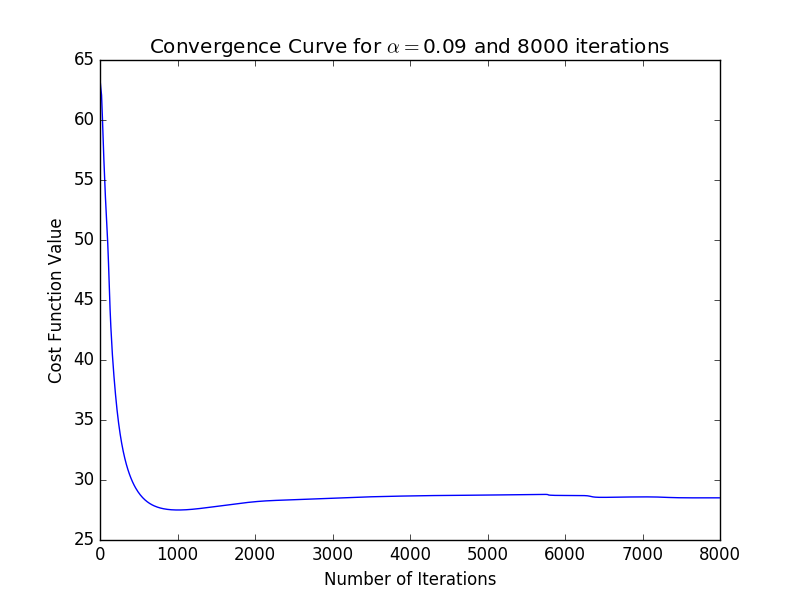 Convergence Curve for α = 0.09 and 8000 iterations
65
60
55
50
45
40
35
30
25
Cost Function Value
0 1000 2000 3000 4000 5000 6000 7000 8000
Number of Iterations